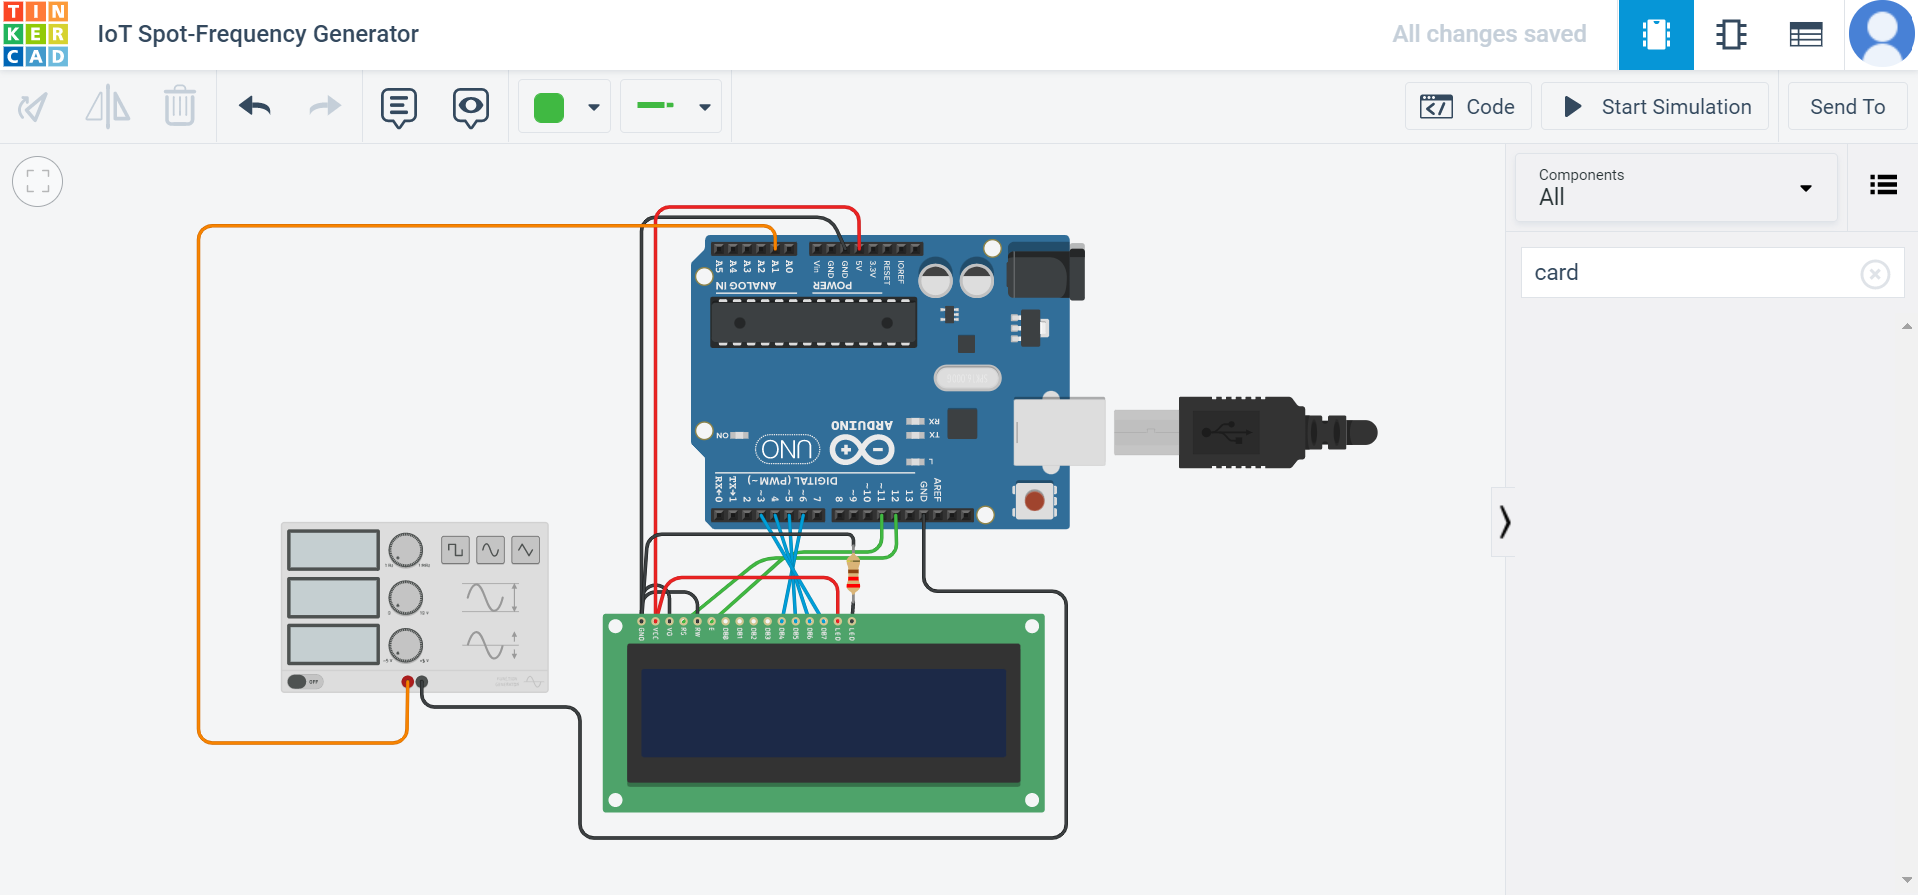 TIN
KER
CAD
IoT Spot-Frequency Generator
All changes saved
Code
Start Simulation
Send To
Components
All
card
A5 A4 A3 A2 A1 A0
Vin GND GND 5V 3.3V RESET IOREF
ANALOG IN
POWER
RX
TX
ON
UNO
ARDUINO
L
DIGITAL (PWM~)
RX←0 TX→1 2 ~3 4 ~5 ~6 7 8 ~9 ~10 ~11 12 13 GND AREF
OFF
GND VCC V0 RS RW E DB0 DB1 DB2 DB3 DB4 DB5 DB6 DB7 LED LED